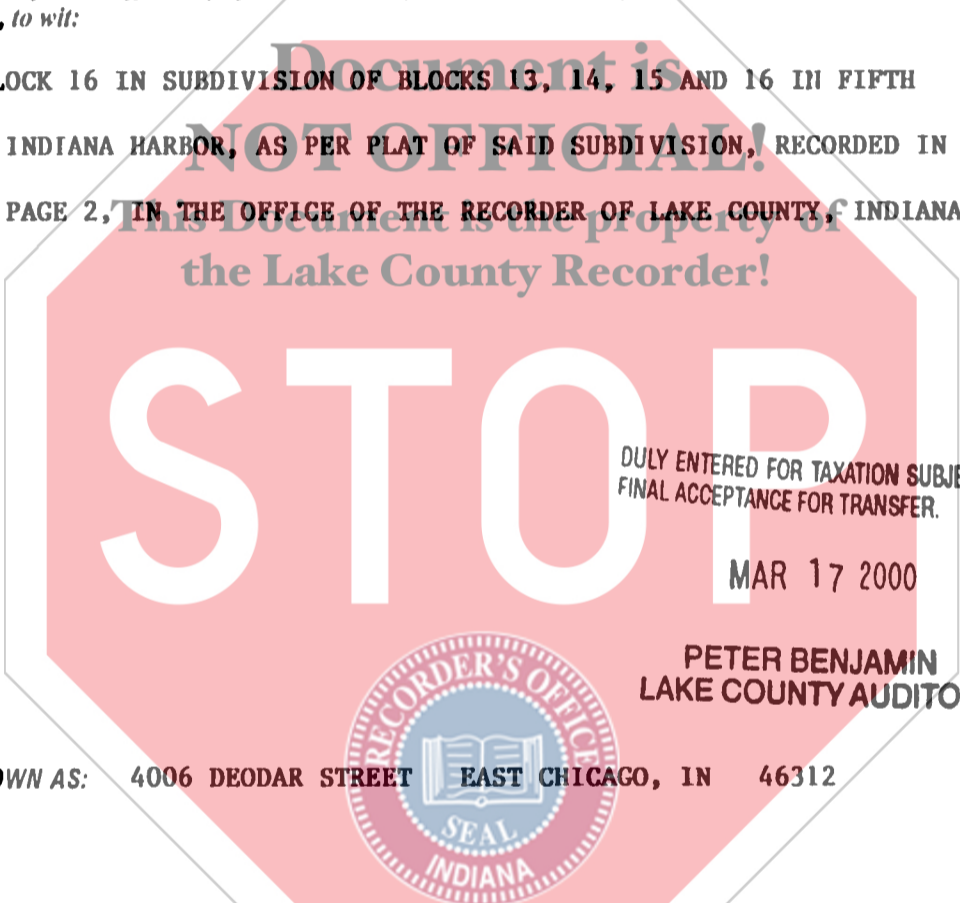 , to wit:
Document is
LOCK 16 IN SUBDIVISION OF BLOCKS 13, 14, 15 AND 16 IN FIFTH
NOT OFFICIAL!
INDIANA HARBOR, AS PER PLAT OF SAID SUBDIVISION, RECORDED IN
This Document is the property of
PAGE 2, IN THE OFFICE OF THE RECORDER OF LAKE COUNTY, INDIANA
the Lake County Recorder!
STOP
DULY ENTERED FOR TAXATION SUBJE
FINAL ACCEPTANCE FOR TRANSFER.
MAR 17 2000
PETER BENJAMIN
LAKE COUNTY AUDITO
RECORDER'S OFFICE
OWN AS: 4006 DEODAR STREET EAST CHICAGO, IN 46312
SEAL
INDIANA